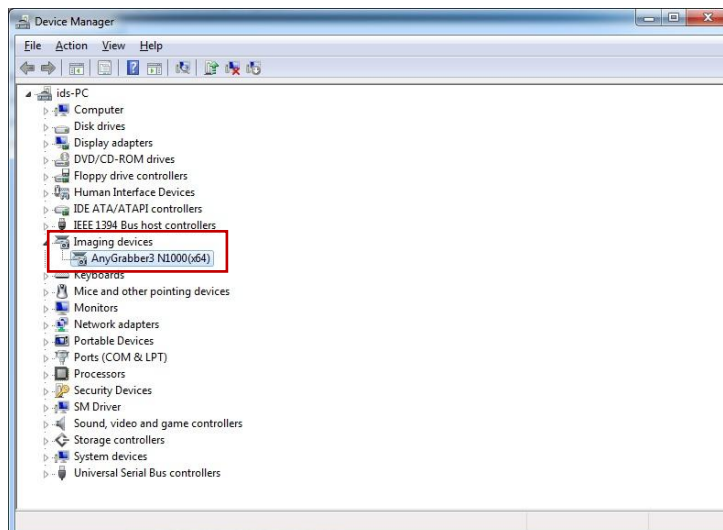 Device Manager
File Action View Help
ids-PC
Computer
Disk drives
Display adapters
DVD/CD-ROM drives
Floppy drive controllers
Human Interface Devices
IDE ATA/ATAPI controllers
IEEE 1394 Bus host controllers
Imaging devices
AnyGrabber3 N1000(x64)
Keyboards
Mice and other pointing devices
Monitors
Network adapters
Portable Devices
Ports (COM & LPT)
Processors
Security Devices
SM Driver
Sound, video and game controllers
Storage controllers
System devices
Universal Serial Bus controllers